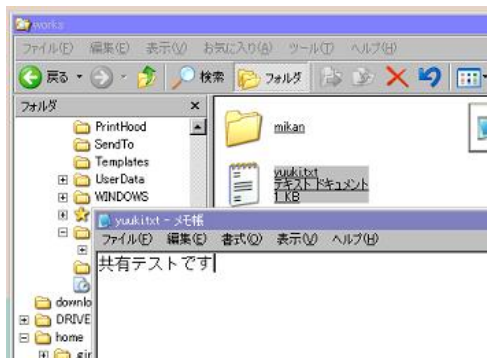 works
ファイル(F) 編集(E) 表示(V) お気に入り(A) ツール(T) ヘルプ(H)
戻る 検索 フォルダ
フォルダ ×
PrintHood
SendTo
Templates
UserData
WINDOWS
mikan
yuuki.txt
テキスト ドキュメント
1 KB
yuuki.txt - メモ帳
ファイル(F) 編集(E) 書式(O) 表示(V) ヘルプ(H)
共有テストです
downlo
DRIVE
home
gir